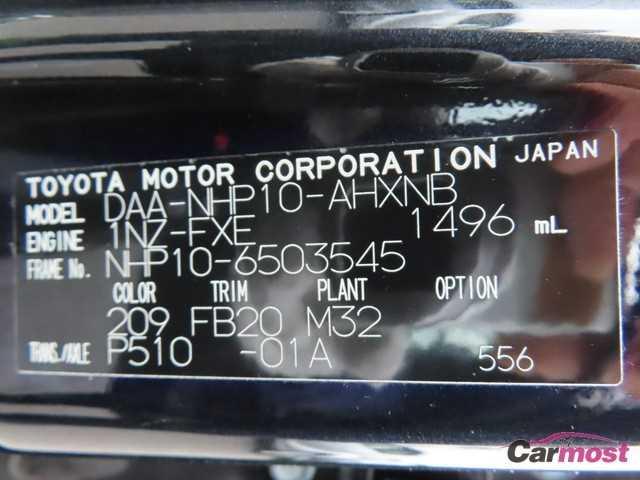 TOYOTA MOTOR CORPORATION JAPAN
MODEL DAA-NHP10-AHXNB
ENGINE 1NZ-FXE 1496 mL
FRAME No. NHP10-6503545
COLOR TRIM PLANT OPTION
209 FB20 M32
TRANS./AXLE P510 -01A 556
Carmost